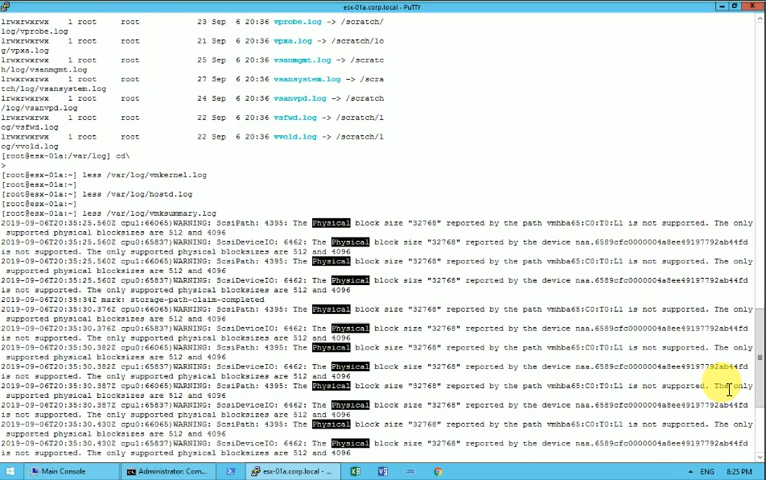 esx-01a.corp.local - PuTTY
lrwxrwxrwx 1 root root 23 Sep 6 20:36 vprobe.log -> /scratch/
log/vprobe.log
lrwxrwxrwx 1 root root 21 Sep 6 20:36 vpxa.log -> /scratch/lo
g/vpxa.log
lrwxrwxrwx 1 root root 25 Sep 6 20:36 vsanmgmt.log -> /scratc
h/log/vsanmgmt.log
lrwxrwxrwx 1 root root 27 Sep 6 20:36 vsansystem.log -> /scra
tch/log/vsansystem.log
lrwxrwxrwx 1 root root 24 Sep 6 20:36 vsanvpd.log -> /scratch
/log/vsanvpd.log
lrwxrwxrwx 1 root root 22 Sep 6 20:36 vsfwd.log -> /scratch/l
og/vsfwd.log
lrwxrwxrwx 1 root root 22 Sep 6 20:36 vvold.log -> /scratch/l
og/vvold.log
[root@esx-01a:/var/log] cd\
>
[root@esx-01a:~] less /var/log/vmkernel.log
[root@esx-01a:~] less /var/log/hostd.log
[root@esx-01a:~] less /var/log/vmksummary.log
2019-09-06T20:35:25.560Z cpu1:66065)WARNING: ScsiPath: 4395: The Physical block size "32768" reported by the path vmhba65:C0:T0:L1 is not supported. The only
supported physical blocksizes are 512 and 4096
2019-09-06T20:35:25.560Z cpu0:65837)WARNING: ScsiDeviceIO: 6462: The Physical block size "32768" reported by the device naa.6589cfc0000004a8ee49197792ab44fd
is not supported. The only supported physical blocksizes are 512 and 4096
2019-09-06T20:35:25.560Z cpu1:66065)WARNING: ScsiPath: 4395: The Physical block size "32768" reported by the path vmhba65:C0:T0:L1 is not supported. The only
supported physical blocksizes are 512 and 4096
2019-09-06T20:35:25.560Z cpu1:66065)WARNING: ScsiDeviceIO: 6462: The Physical block size "32768" reported by the device naa.6589cfc0000004a8ee49197792ab44fd
is not supported. The only supported physical blocksizes are 512 and 4096
2019-09-06T20:35:34Z mark: storage-path-claim-completed
2019-09-06T20:35:30.376Z cpu1:66065)WARNING: ScsiPath: 4395: The Physical block size "32768" reported by the path vmhba65:C0:T0:L1 is not supported. The only
supported physical blocksizes are 512 and 4096
2019-09-06T20:35:30.376Z cpu0:65837)WARNING: ScsiDeviceIO: 6462: The Physical block size "32768" reported by the device naa.6589cfc0000004a8ee49197792ab44fd
is not supported. The only supported physical blocksizes are 512 and 4096
2019-09-06T20:35:30.382Z cpu1:66065)WARNING: ScsiPath: 4395: The Physical block size "32768" reported by the path vmhba65:C0:T0:L1 is not supported. The only
supported physical blocksizes are 512 and 4096
2019-09-06T20:35:30.382Z cpu0:65837)WARNING: ScsiDeviceIO: 6462: The Physical block size "32768" reported by the device naa.6589cfc0000004a8ee49197792ab44fd
is not supported. The only supported physical blocksizes are 512 and 4096
2019-09-06T20:35:30.387Z cpu1:66065)WARNING: ScsiPath: 4395: The Physical block size "32768" reported by the path vmhba65:C0:T0:L1 is not supported. The only
supported physical blocksizes are 512 and 4096
2019-09-06T20:35:30.387Z cpu0:65837)WARNING: ScsiDeviceIO: 6462: The Physical block size "32768" reported by the device naa.6589cfc0000004a8ee49197792ab44fd
is not supported. The only supported physical blocksizes are 512 and 4096
2019-09-06T20:35:30.430Z cpu1:66065)WARNING: ScsiPath: 4395: The Physical block size "32768" reported by the path vmhba65:C0:T0:L1 is not supported. The only
supported physical blocksizes are 512 and 4096
2019-09-06T20:35:30.430Z cpu1:65837)WARNING: ScsiDeviceIO: 6462: The Physical block size "32768" reported by the device naa.6589cfc0000004a8ee49197792ab44fd
is not supported. The only supported physical blocksizes are 512 and 4096
Main Console
Administrator: Com...
esx-01a.corp.local - ...
ENG
8:25 PM